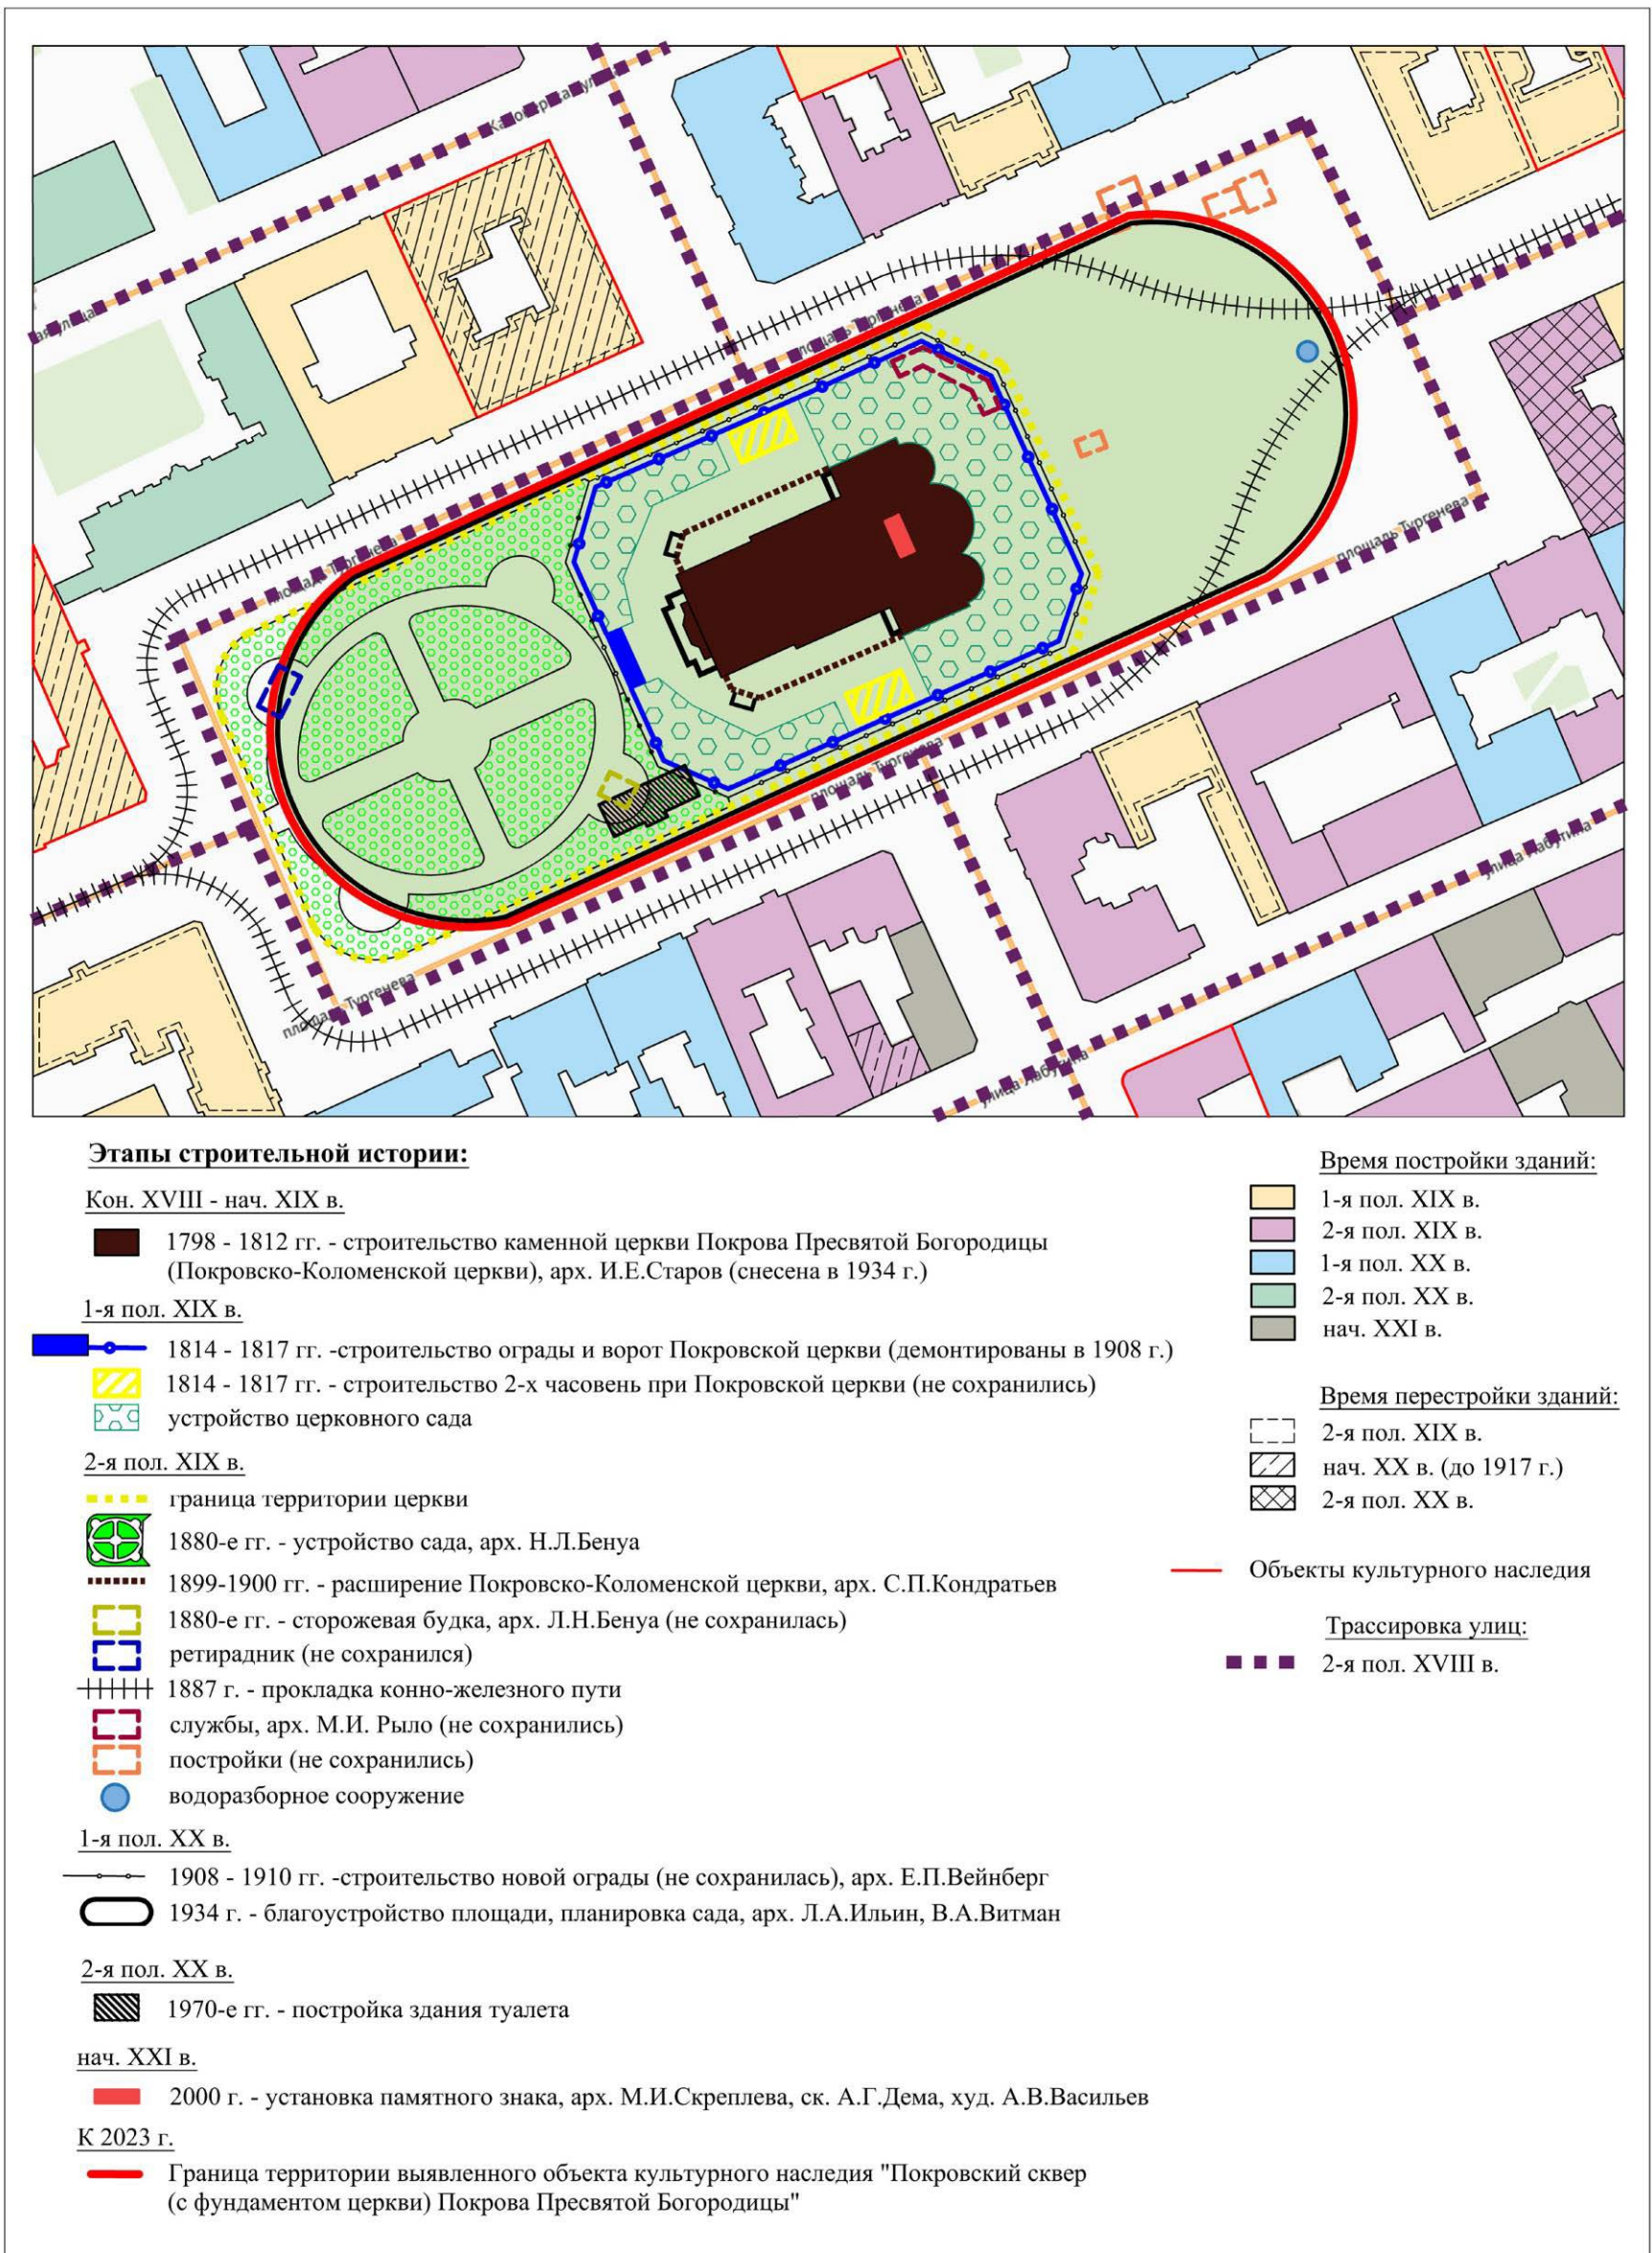 Канонерская ул
ая улица
площадь Тургенева
площадь Тургенева
площадь Тургенева
площадь Тургенева
площадь Тургенева
улица Лабутина
улица Лабутина
Этапы строительной истории:
Кон. XVIII - нач. XIX в.
1798 - 1812 гг. - строительство каменной церкви Покрова Пресвятой Богородицы
(Покровско-Коломенской церкви), арх. И.Е.Старов (снесена в 1934 г.)
1-я пол. XIX в.
1814 - 1817 гг. -строительство ограды и ворот Покровской церкви (демонтированы в 1908 г.)
1814 - 1817 гг. - строительство 2-х часовень при Покровской церкви (не сохранились)
устройство церковного сада
2-я пол. XIX в.
граница территории церкви
1880-е гг. - устройство сада, арх. Н.Л.Бенуа
1899-1900 гг. - расширение Покровско-Коломенской церкви, арх. С.П.Кондратьев
1880-е гг. - сторожевая будка, арх. Л.Н.Бенуа (не сохранилась)
ретирадник (не сохранился)
1887 г. - прокладка конно-железного пути
службы, арх. М.И. Рыло (не сохранились)
постройки (не сохранились)
водоразборное сооружение
1-я пол. XX в.
1908 - 1910 гг. -строительство новой ограды (не сохранилась), арх. Е.П.Вейнберг
1934 г. - благоустройство площади, планировка сада, арх. Л.А.Ильин, В.А.Витман
2-я пол. XX в.
1970-е гг. - постройка здания туалета
нач. XXI в.
2000 г. - установка памятного знака, арх. М.И.Скреплева, ск. А.Г.Дема, худ. А.В.Васильев
К 2023 г.
Граница территории выявленного объекта культурного наследия "Покровский сквер
(с фундаментом церкви) Покрова Пресвятой Богородицы"
Время постройки зданий:
1-я пол. XIX в.
2-я пол. XIX в.
1-я пол. XX в.
2-я пол. XX в.
нач. XXI в.
Время перестройки зданий:
2-я пол. XIX в.
нач. XX в. (до 1917 г.)
2-я пол. XX в.
Объекты культурного наследия
Трассировка улиц:
2-я пол. XVIII в.